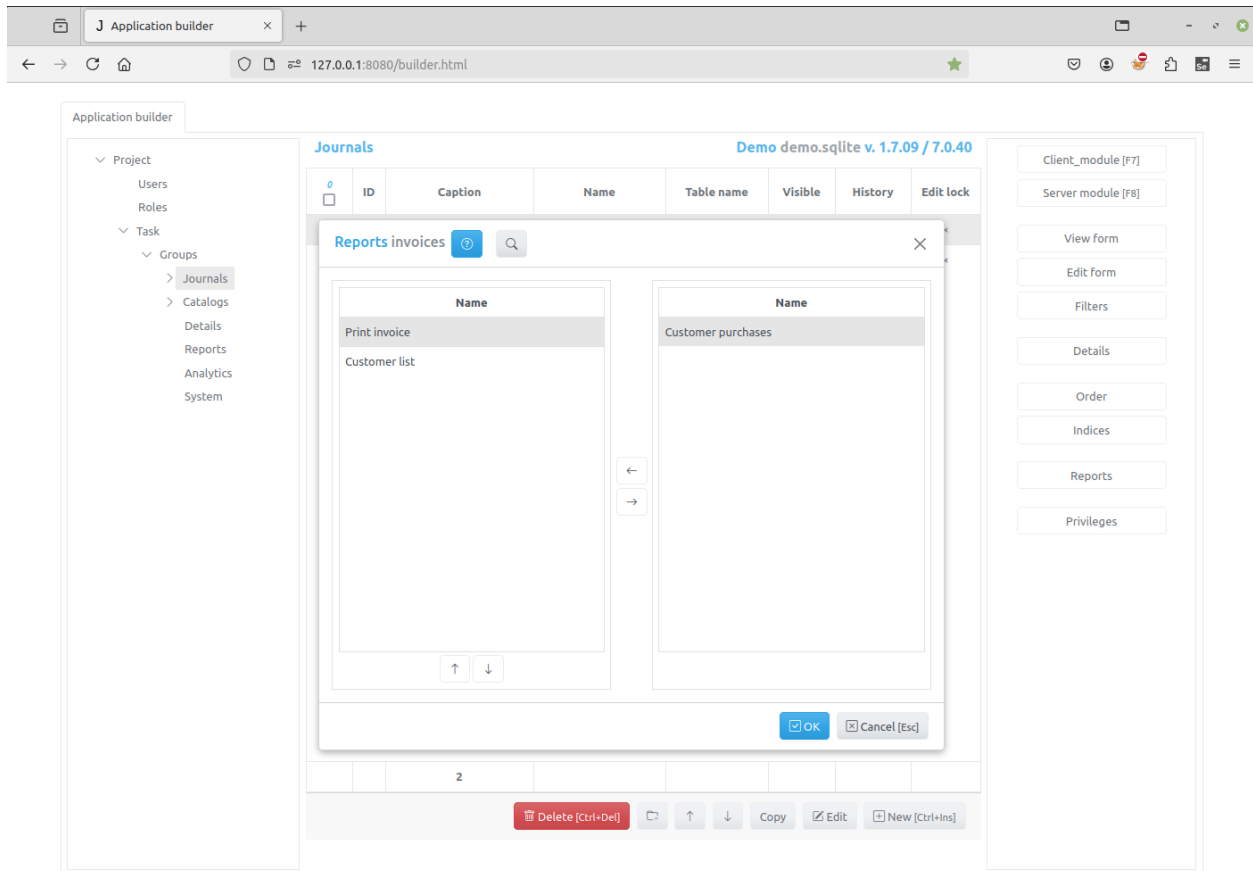 J Application builder
127.0.0.1:8080/builder.html
Se
Application builder
Project
Users
Roles
Task
Groups
Journals
Catalogs
Details
Reports
Analytics
System
Journals
Demo demo.sqlite v. 1.7.09 / 7.0.40
0 ID Caption Name Table name Visible History Edit lock
Reports invoices
Name
Print invoice
Customer list
Name
Customer purchases
OK
Cancel [Esc]
2
Delete [Ctrl+Del]
Copy
Edit
New [Ctrl+Ins]
Client_module [F7]
Server module [F8]
View form
Edit form
Filters
Details
Order
Indices
Reports
Privileges